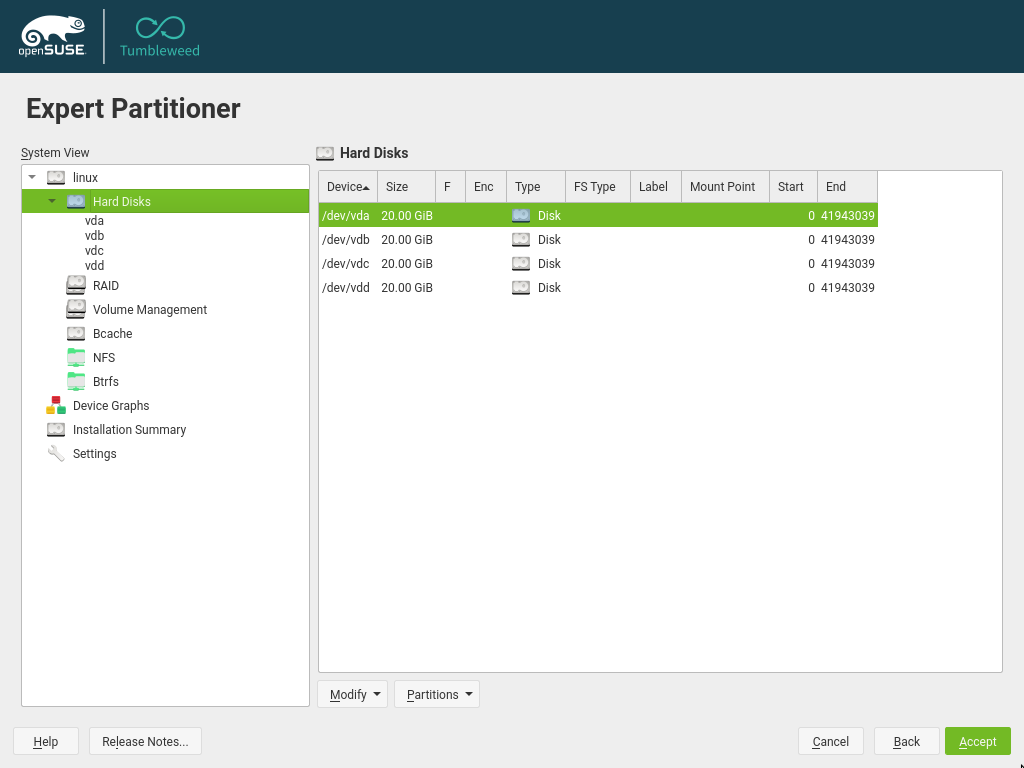 openSUSE
Tumbleweed
Expert Partitioner
System View
linux
Hard Disks
vda
vdb
vdc
vdd
RAID
Volume Management
Bcache
NFS
Btrfs
Device Graphs
Installation Summary
Settings
Hard Disks
Device Size F Enc Type FS Type Label Mount Point Start End
/dev/vda 20.00 GiB Disk 0 41943039
/dev/vdb 20.00 GiB Disk 0 41943039
/dev/vdc 20.00 GiB Disk 0 41943039
/dev/vdd 20.00 GiB Disk 0 41943039
Modify Partitions
Help Release Notes... Cancel Back Accept